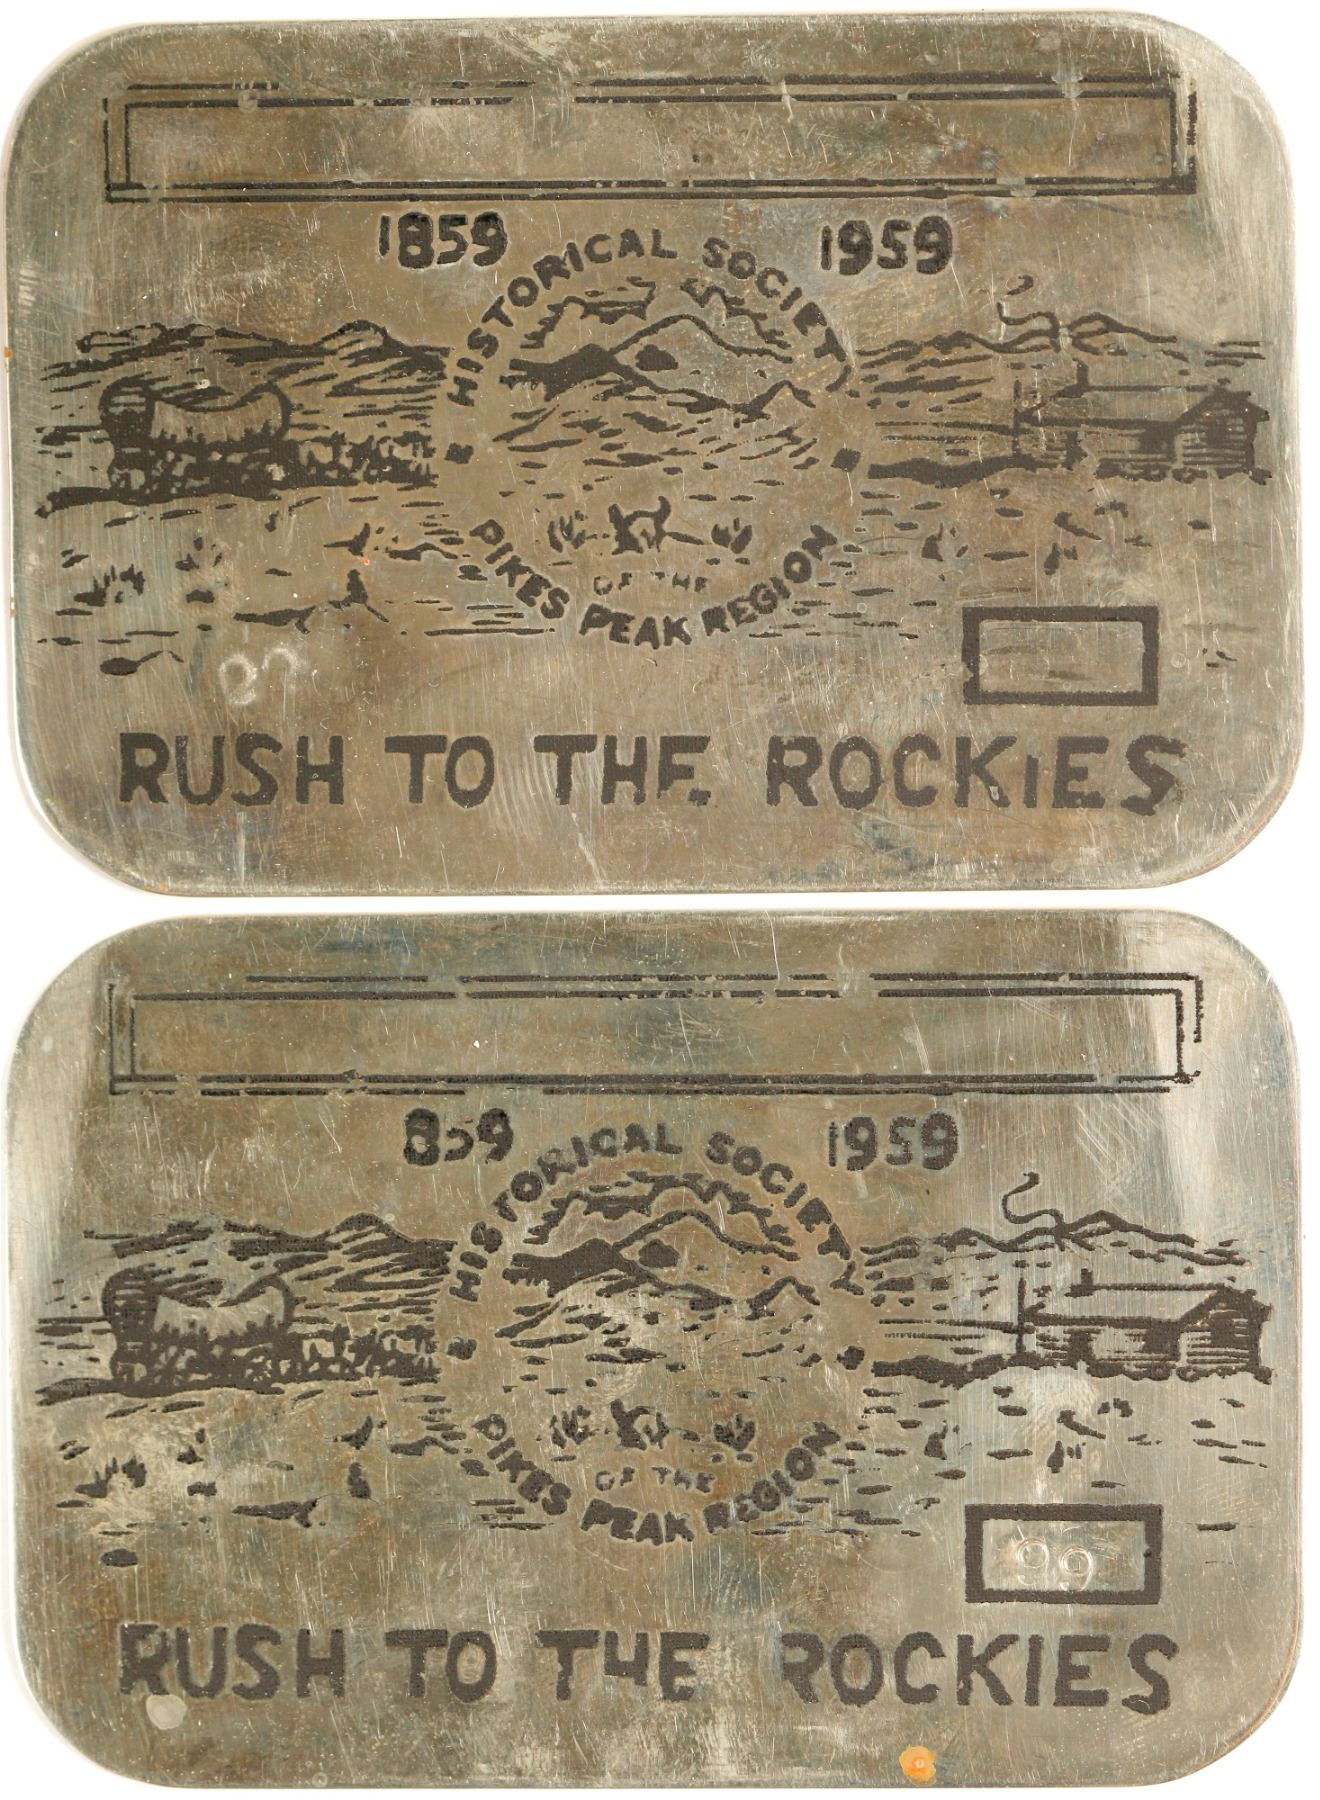 1859 1959
HISTORICAL SOCIETY
OF THE
PIKES PEAK REGION
RUSH TO THE ROCKIES
859 1959
HISTORICAL SOCIETY
OF THE
PIKES PEAK REGION
99
RUSH TO THE ROCKIES